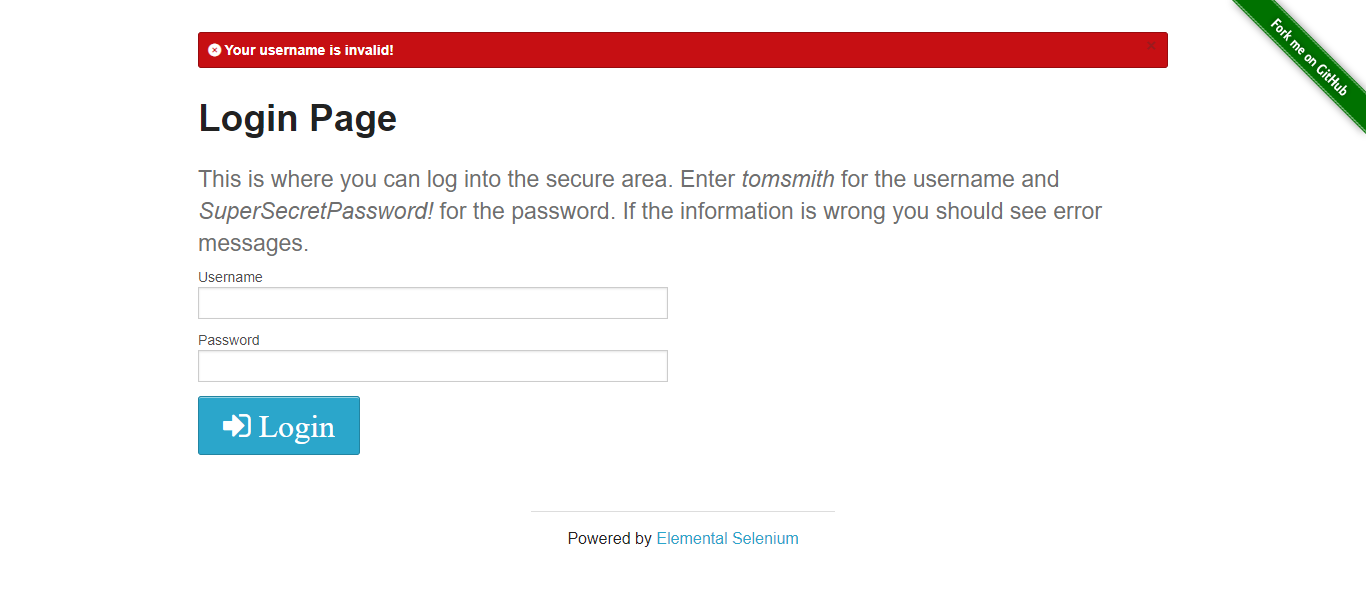 Your username is invalid!
Fork me on GitHub
Login Page
This is where you can log into the secure area. Enter tomsmith for the username and
SuperSecretPassword! for the password. If the information is wrong you should see error
messages.
Username
Password
Login
Powered by Elemental Selenium